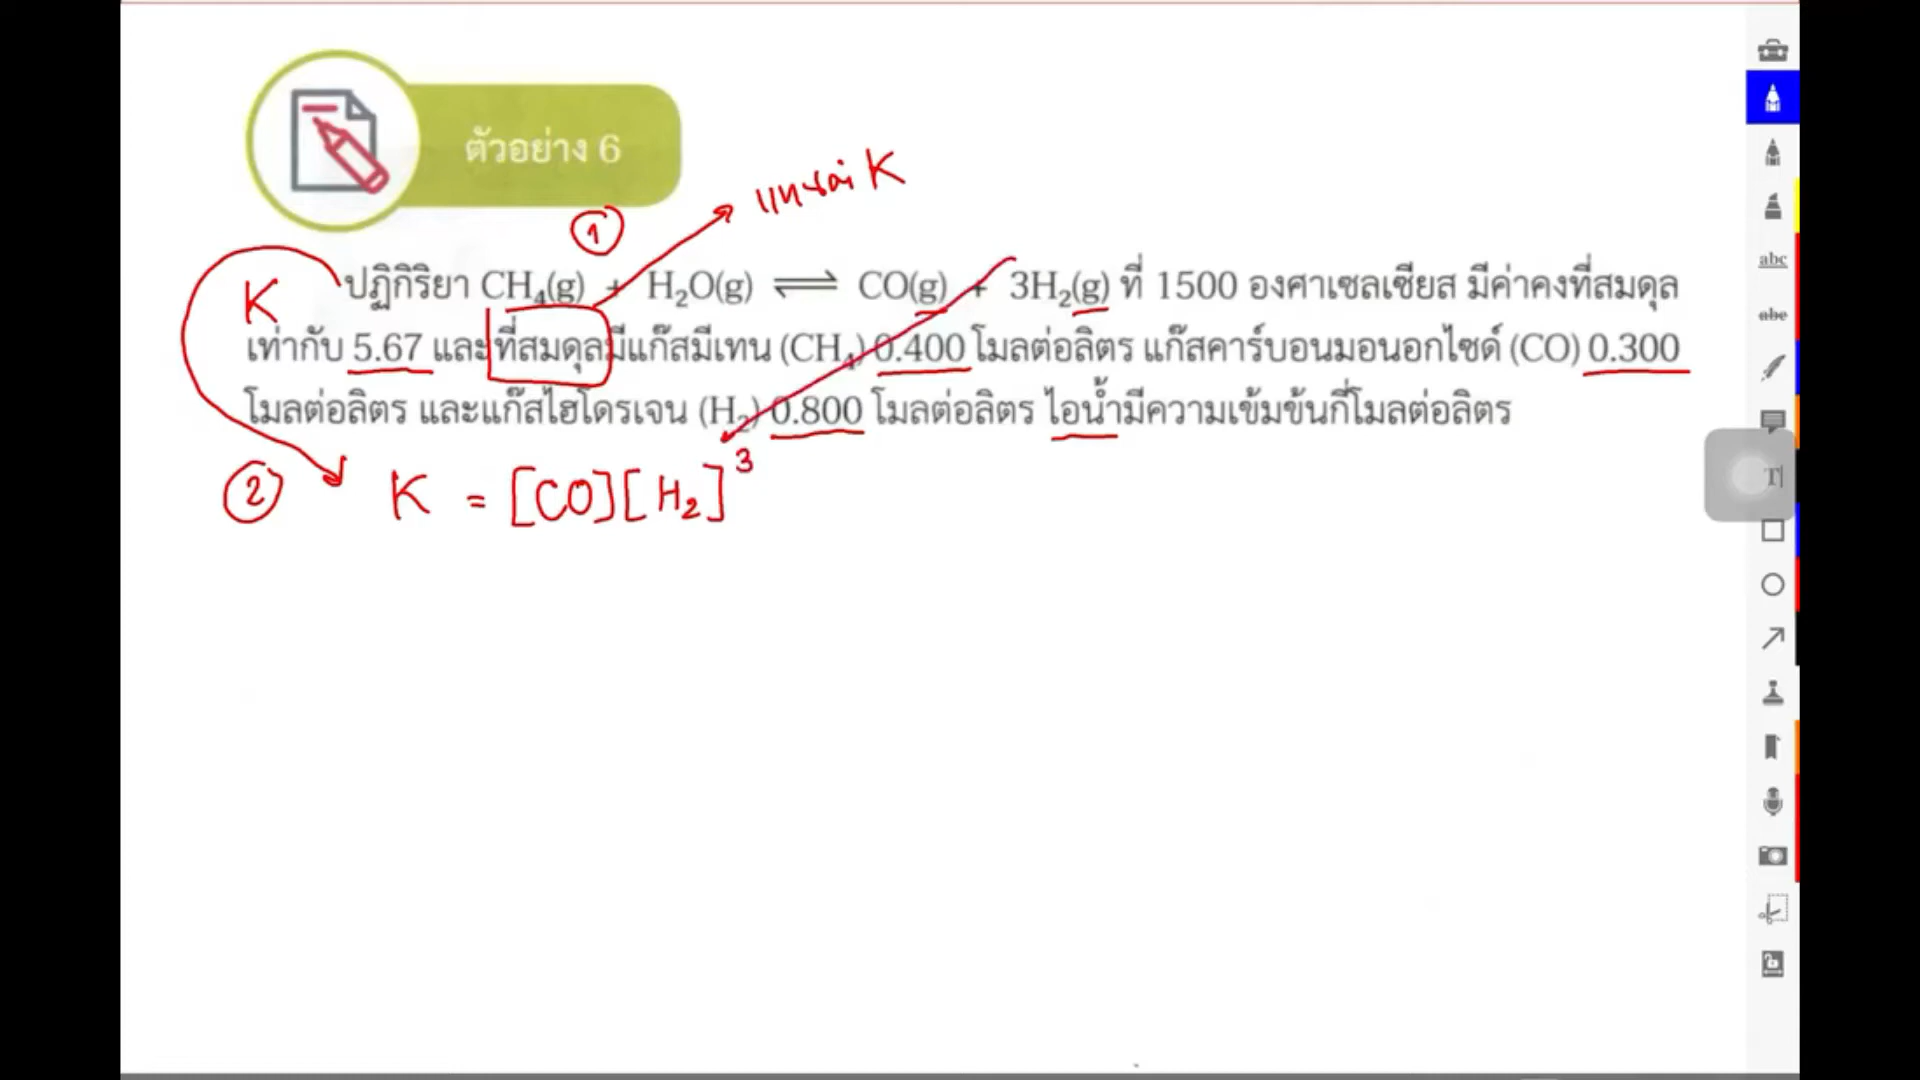 ตัวอย่าง 6
แทนค่า K
1
K
ปฏิกิริยา CH₄(g) + H₂O(g) ⇌ CO(g) + 3H₂(g) ที่ 1500 องศาเซลเซียส มีค่าคงที่สมดุล
เท่ากับ 5.67 และที่สมดุลมีแก๊สมีเทน (CH₄) 0.400 โมลต่อลิตร แก๊สคาร์บอนมอนอกไซด์ (CO) 0.300
โมลต่อลิตร และแก๊สไฮโดรเจน (H₂) 0.800 โมลต่อลิตร ไอน้ำมีความเข้มข้นกี่โมลต่อลิตร
2 K = [CO][H₂]³
abc
abc
T